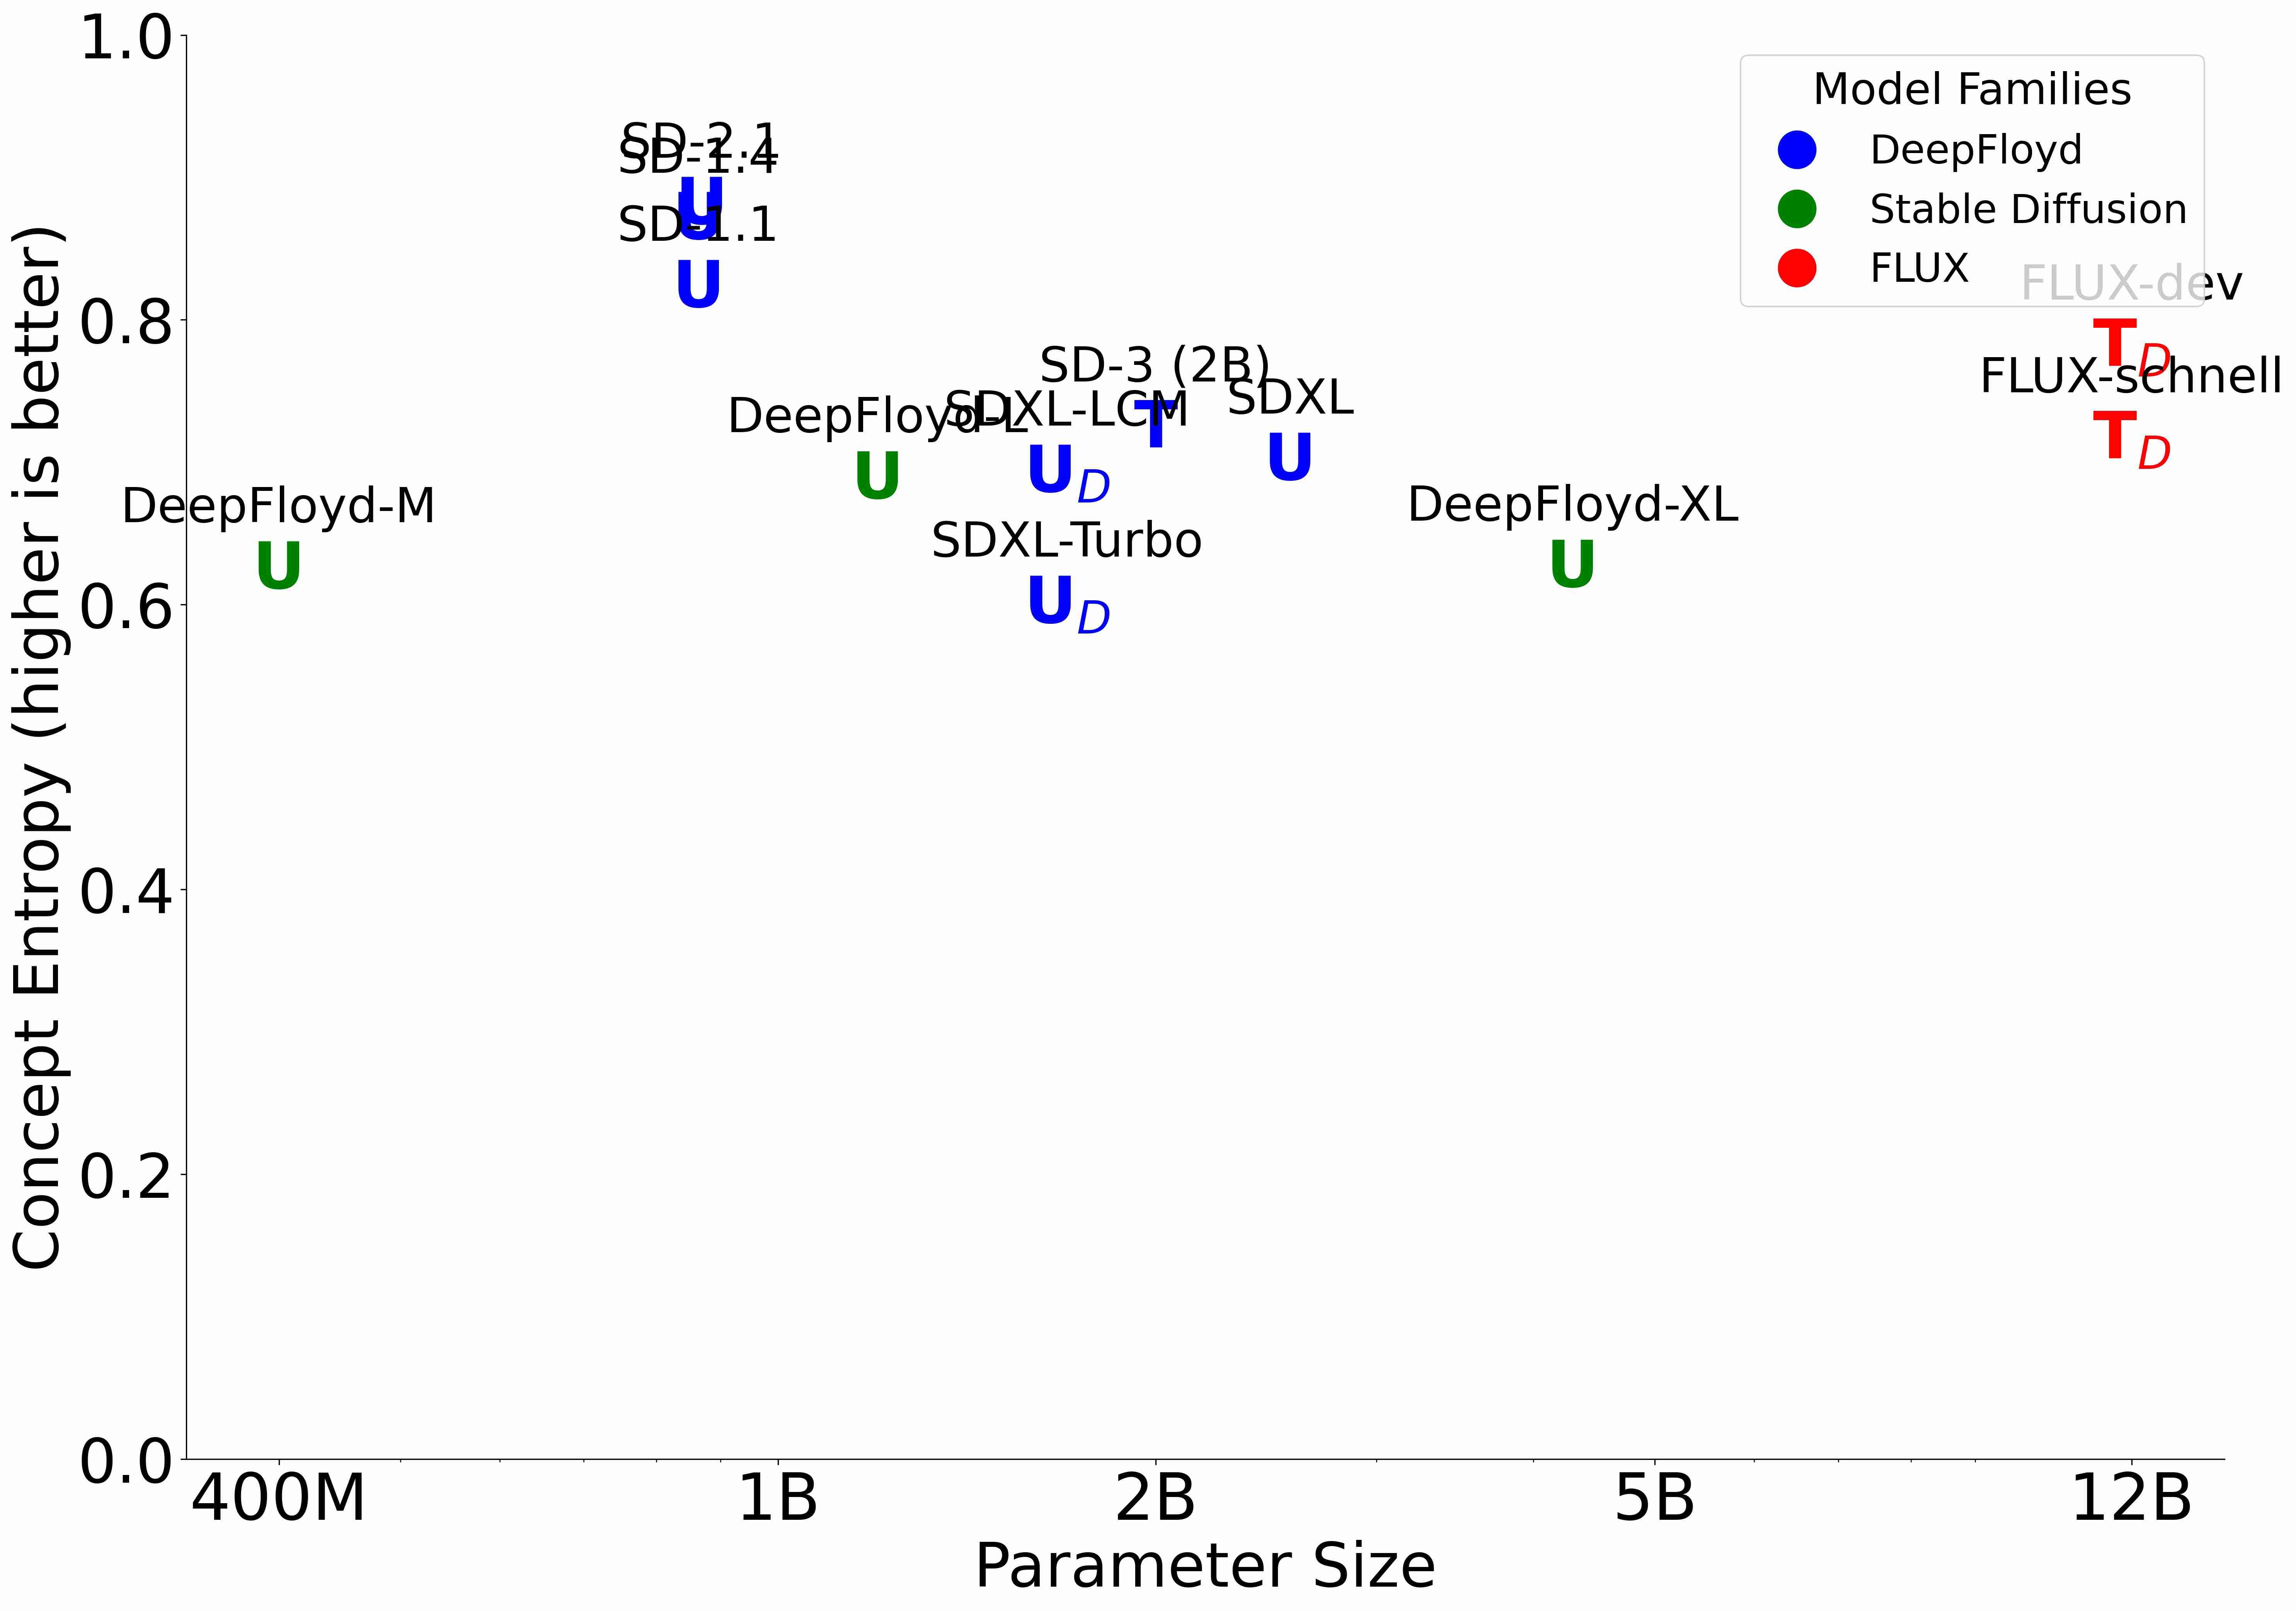 Concept Entropy (higher is better)
1.0
0.8
0.6
0.4
0.2
0.0
Model Families
DeepFloyd
Stable Diffusion
FLUX
SD-2.1
U
SD-1.4
U
SD-1.1
U
FLUX-dev
T D
FLUX-schnell
T D
SD-3 (2B)
T
SDXL
U
SDXL-LCM
U D
DeepFloyd-L
U
DeepFloyd-M
U
DeepFloyd-XL
U
SDXL-Turbo
U D
400M
1B
2B
5B
12B
Parameter Size